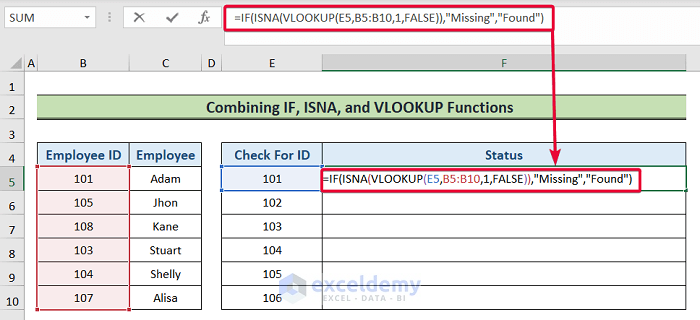 SUM =IF(ISNA(VLOOKUP(E5,B5:B10,1,FALSE)),"Missing","Found")
A B C D E F
1
2 Combining IF, ISNA, and VLOOKUP Functions
3
4 Employee ID Employee Check For ID Status
5 101 Adam 101 =IF(ISNA(VLOOKUP(E5,B5:B10,1,FALSE)),"Missing","Found")
6 105 Jhon 102
7 108 Kane 103
8 103 Stuart 104
9 104 Shelly 105
10 107 Alisa 106
exceldemy
EXCEL - DATA - BI